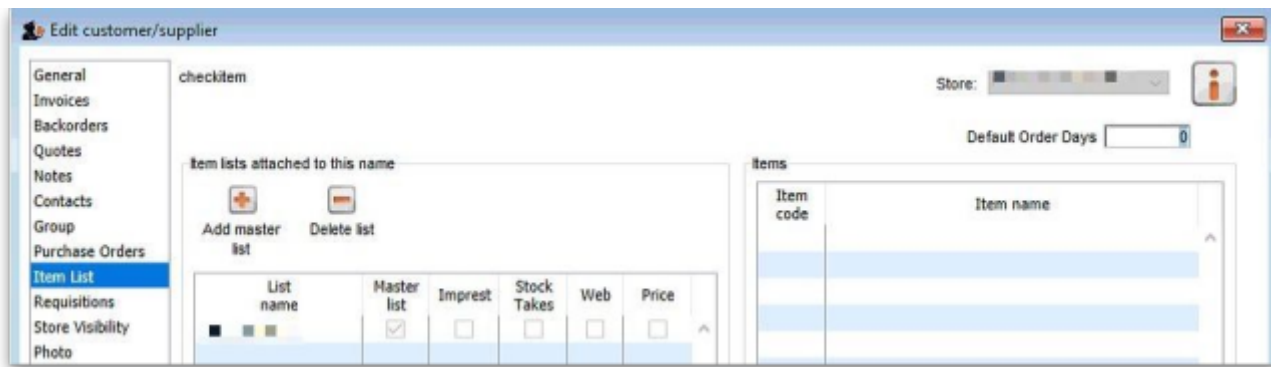 Edit customer/supplier
General
Invoices
Backorders
Quotes
Notes
Contacts
Group
Purchase Orders
Item List
Requisitions
Store Visibility
Photo
checkitem
Store:
Default Order Days 0
Item lists attached to this name
Add master
list
Delete list
List
name
Master
list
Imprest
Stock
Takes
Web
Price
Items
Item
code
Item name